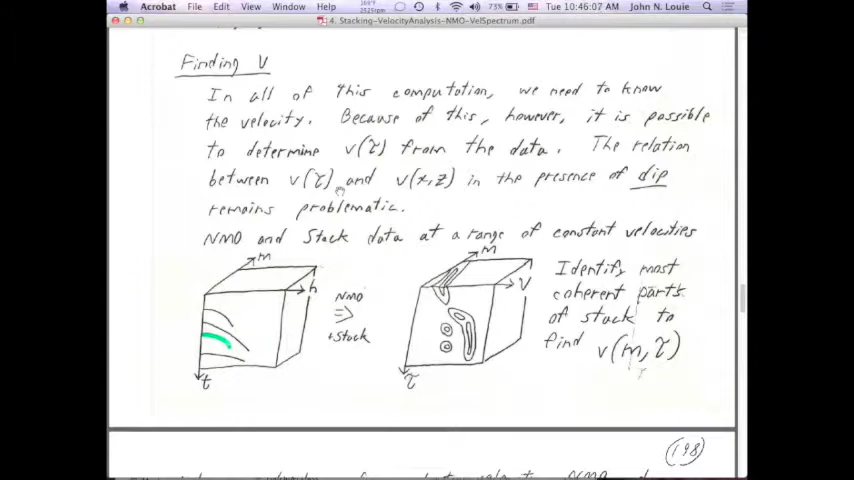 Acrobat File Edit View Window Help 73% Tue 10:46:07 AM John N. Louie
4. Stacking-VelocityAnalysis-NMO-VelSpectrum.pdf
Finding V
In all of this computation, we need to know
the velocity. Because of this, however, it is possible
to determine v(τ) from the data. The relation
between v(τ) and v(x,z) in the presence of dip
remains problematic.
NMO and Stack data at a range of constant velocities
m
h
t
NMO
⇒
+Stack
m
V
τ
Identify most
coherent parts
of stack to
find v(m,τ)
(198)